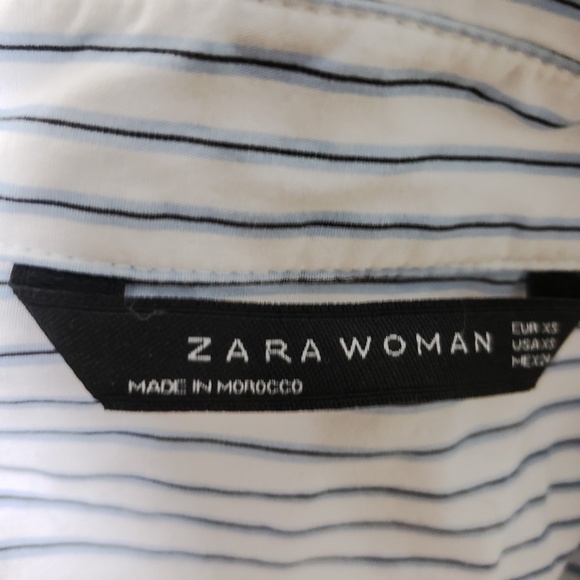 ZARA WOMAN
MADE IN MOROCCO
EUR XS
USA XS